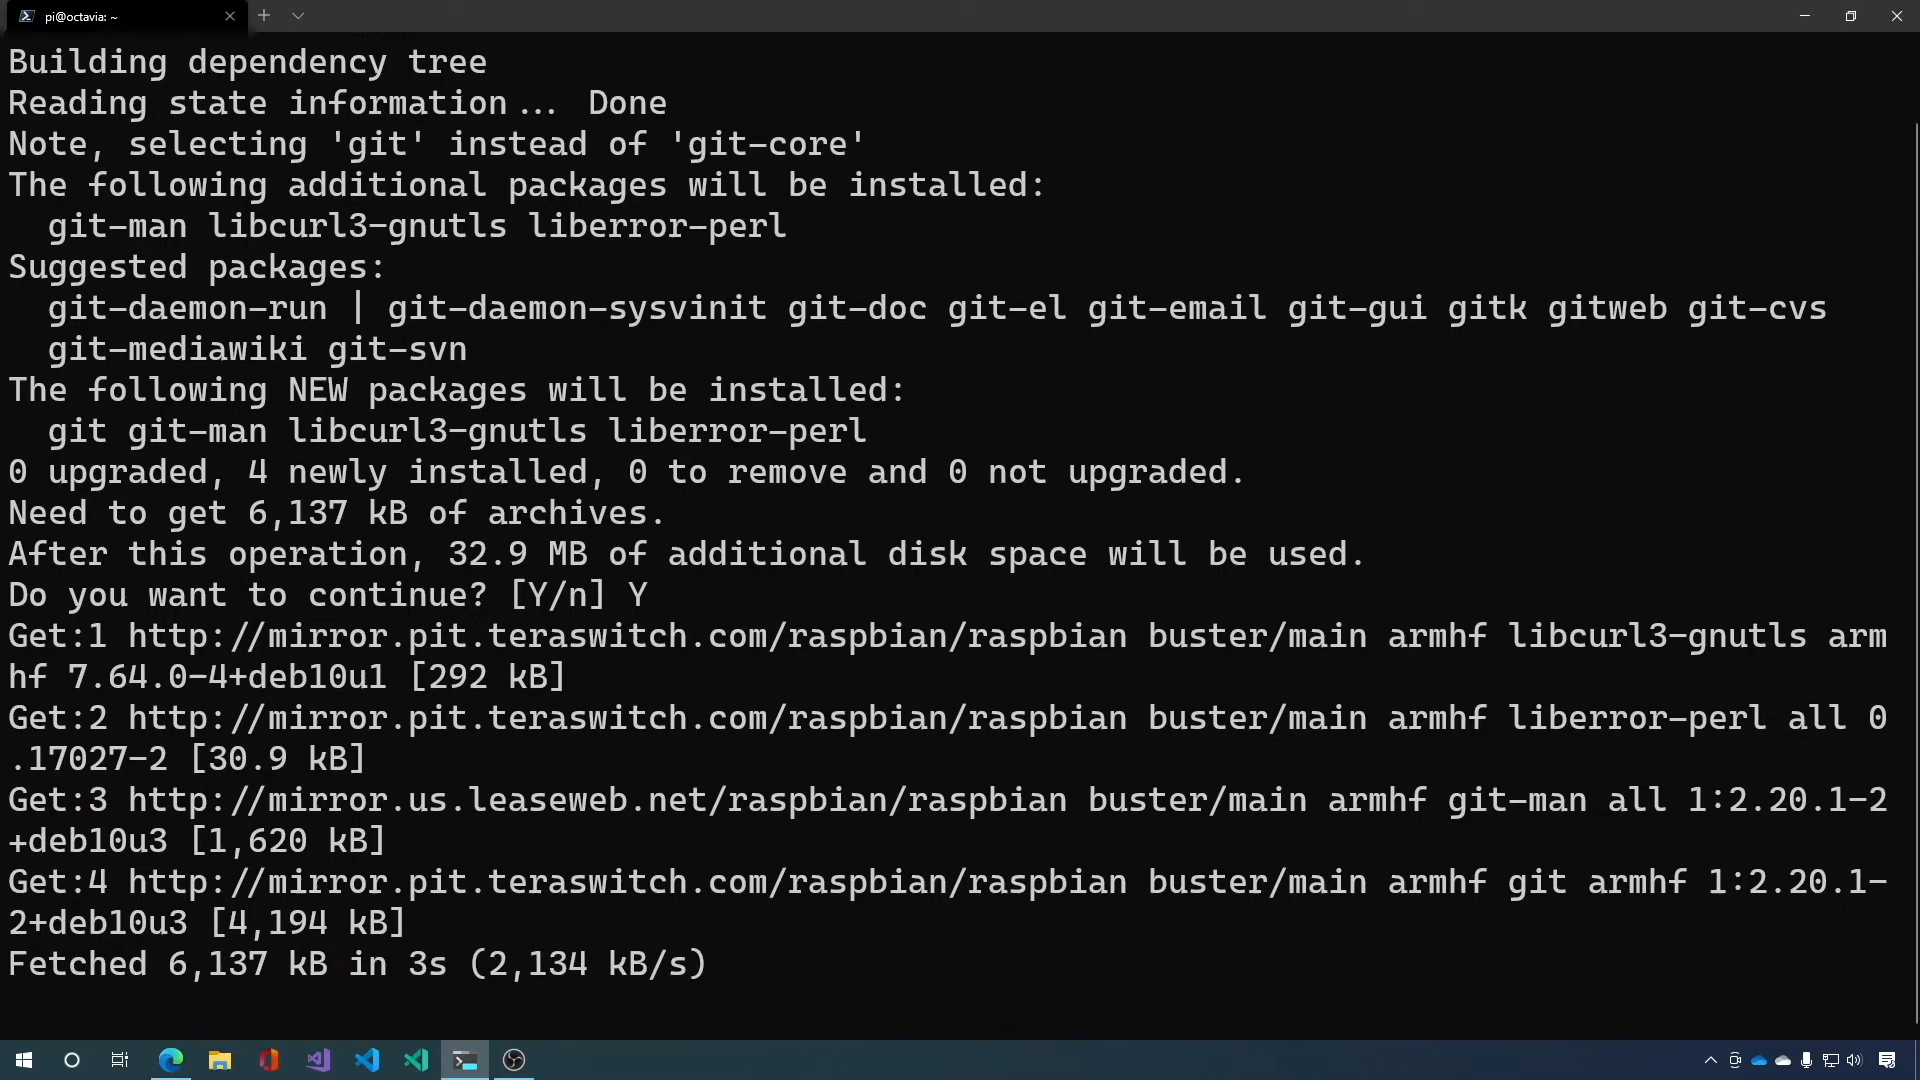 pi@octavia: ~
Building dependency tree
Reading state information... Done
Note, selecting 'git' instead of 'git-core'
The following additional packages will be installed:
  git-man libcurl3-gnutls liberror-perl
Suggested packages:
  git-daemon-run | git-daemon-sysvinit git-doc git-el git-email git-gui gitk gitweb git-cvs
  git-mediawiki git-svn
The following NEW packages will be installed:
  git git-man libcurl3-gnutls liberror-perl
0 upgraded, 4 newly installed, 0 to remove and 0 not upgraded.
Need to get 6,137 kB of archives.
After this operation, 32.9 MB of additional disk space will be used.
Do you want to continue? [Y/n] Y
Get:1 http://mirror.pit.teraswitch.com/raspbian/raspbian buster/main armhf libcurl3-gnutls arm
hf 7.64.0-4+deb10u1 [292 kB]
Get:2 http://mirror.pit.teraswitch.com/raspbian/raspbian buster/main armhf liberror-perl all 0
.17027-2 [30.9 kB]
Get:3 http://mirror.us.leaseweb.net/raspbian/raspbian buster/main armhf git-man all 1:2.20.1-2
+deb10u3 [1,620 kB]
Get:4 http://mirror.pit.teraswitch.com/raspbian/raspbian buster/main armhf git armhf 1:2.20.1-
2+deb10u3 [4,194 kB]
Fetched 6,137 kB in 3s (2,134 kB/s)